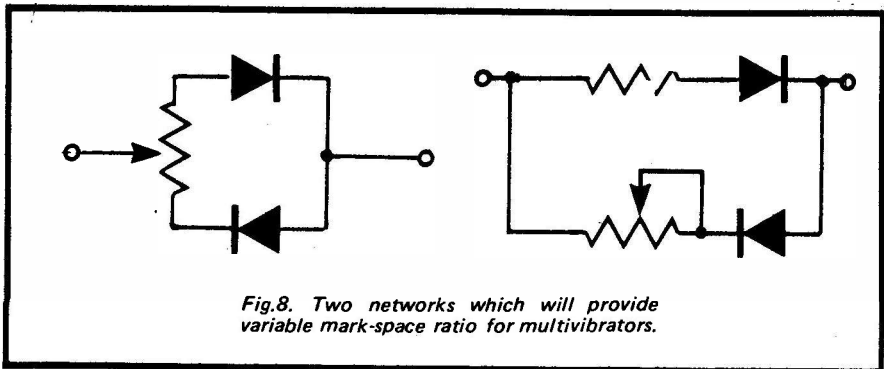 Fig.8. Two networks which will provide
variable mark-space ratio for multivibrators.